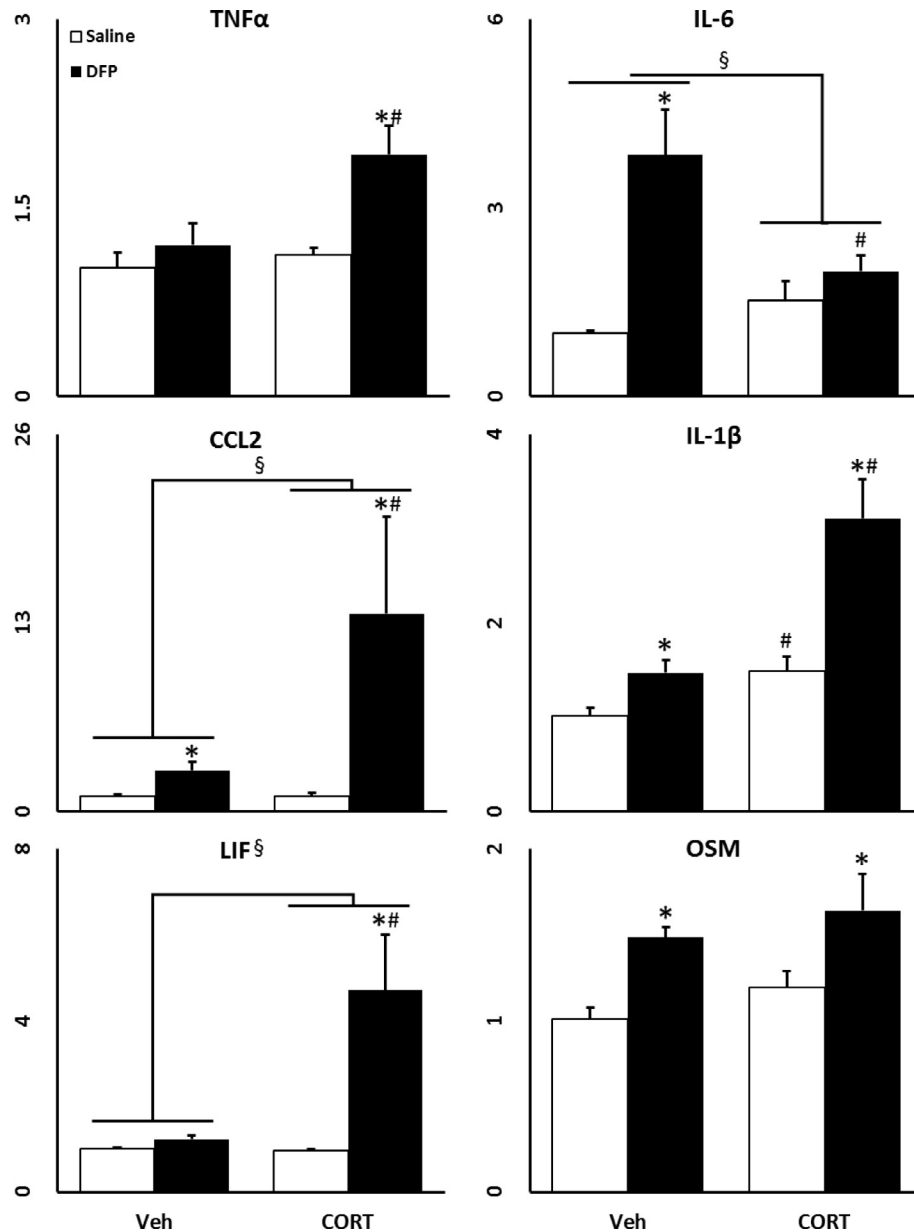 TNFα
3
1.5
0
Saline
DFP
*#
IL-6
6
3
0
§
*
#
CCL2
26
13
0
§
*
*#
IL-1β
4
2
0
*
#
*#
LIF §
8
4
0
*#
Veh
CORT
OSM
2
1
0
*
*
Veh
CORT